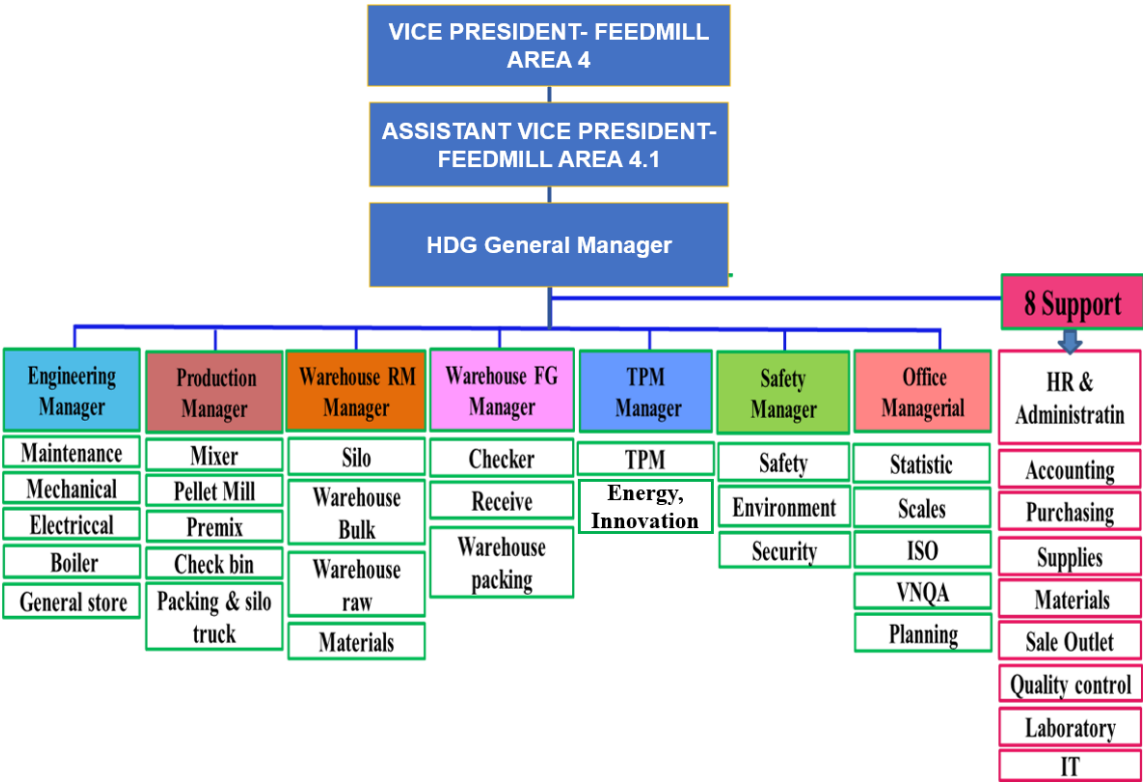 VICE PRESIDENT- FEEDMILL
AREA 4
ASSISTANT VICE PRESIDENT-
FEEDMILL AREA 4.1
HDG General Manager
8 Support
Engineering
Manager
Maintenance
Mechanical
Electriccal
Boiler
General store
Production
Manager
Mixer
Pellet Mill
Premix
Check bin
Packing & silo
truck
Warehouse RM
Manager
Silo
Warehouse
Bulk
Warehouse
raw
Materials
Warehouse FG
Manager
Checker
Receive
Warehouse
packing
TPM
Manager
TPM
Energy,
Innovation
Safety
Manager
Safety
Environment
Security
Office
Managerial
Statistic
Scales
ISO
VNQA
Planning
HR &
Administratin
Accounting
Purchasing
Supplies
Materials
Sale Outlet
Quality control
Laboratory
IT